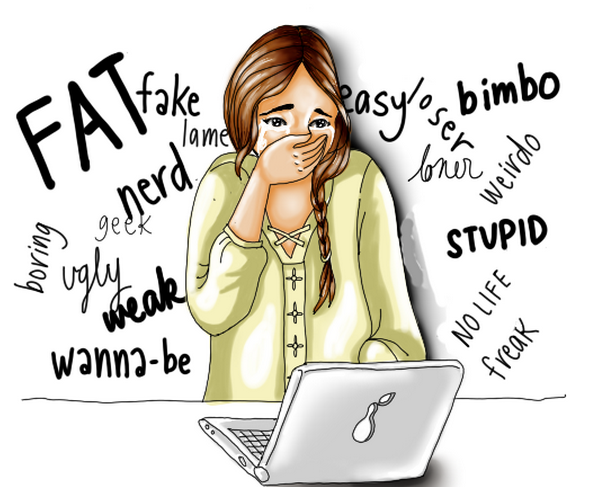 FAT
fake
lame
nerd
geek
boring
ugly
weak
wanna-be
easy
loser
bimbo
loner
weirdo
STUPID
NO LIFE
freak